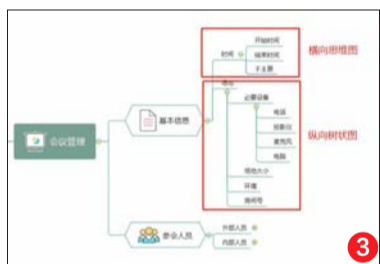 开始时间
时间
结束时间
子主题
横向思维图
地点
必要设备
电话
会议管理
基本信息
投影仪
麦克风
纵向树状图
电脑
场地大小
环境
房间号
参会人员
外部人员
内部人员
3